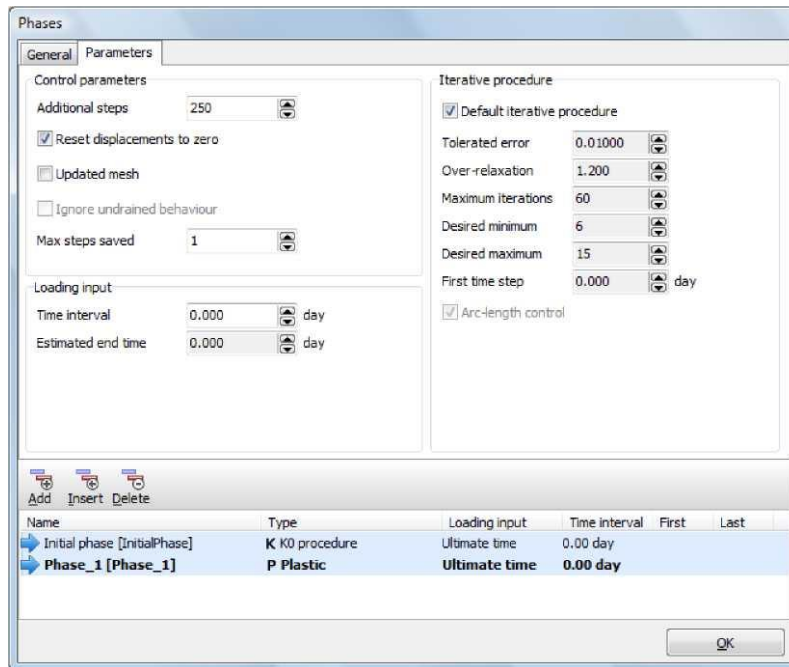 Phases
General Parameters
Control parameters
Additional steps 250
Reset displacements to zero
Updated mesh
Ignore undrained behaviour
Max steps saved 1
Loading input
Time interval 0.000 day
Estimated end time 0.000 day
Iterative procedure
Default iterative procedure
Tolerated error 0.01000
Over-relaxation 1.200
Maximum iterations 60
Desired minimum 6
Desired maximum 15
First time step 0.000 day
Arc-length control
Add Insert Delete
Name Type Loading input Time interval First Last
Initial phase [InitialPhase] K K0 procedure Ultimate time 0.00 day
Phase_1 [Phase_1] P Plastic Ultimate time 0.00 day
OK